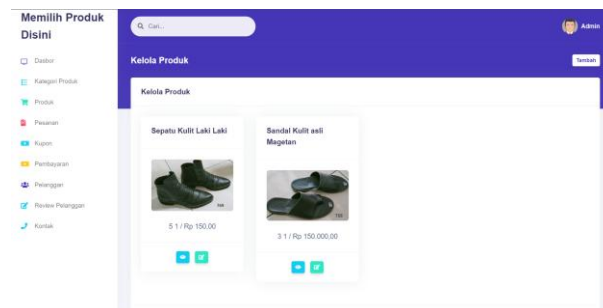 Memilih Produk
Disini
Cari...
Admin
Dasbor
Kelola Produk
Tambah
Kategori Produk
Kelola Produk
Produk
Pesanan
Kupon
Pembayaran
Pelanggan
Review Pelanggan
Kontak
Sepatu Kulit Laki Laki
5 1 / Rp 150,00
Sandal Kulit asli
Magetan
3 1 / Rp 150.000,00